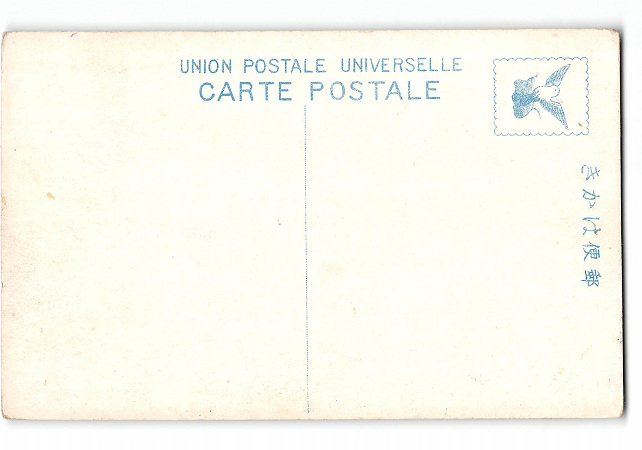 UNION POSTALE UNIVERSELLE
CARTE POSTALE
きかは便郵